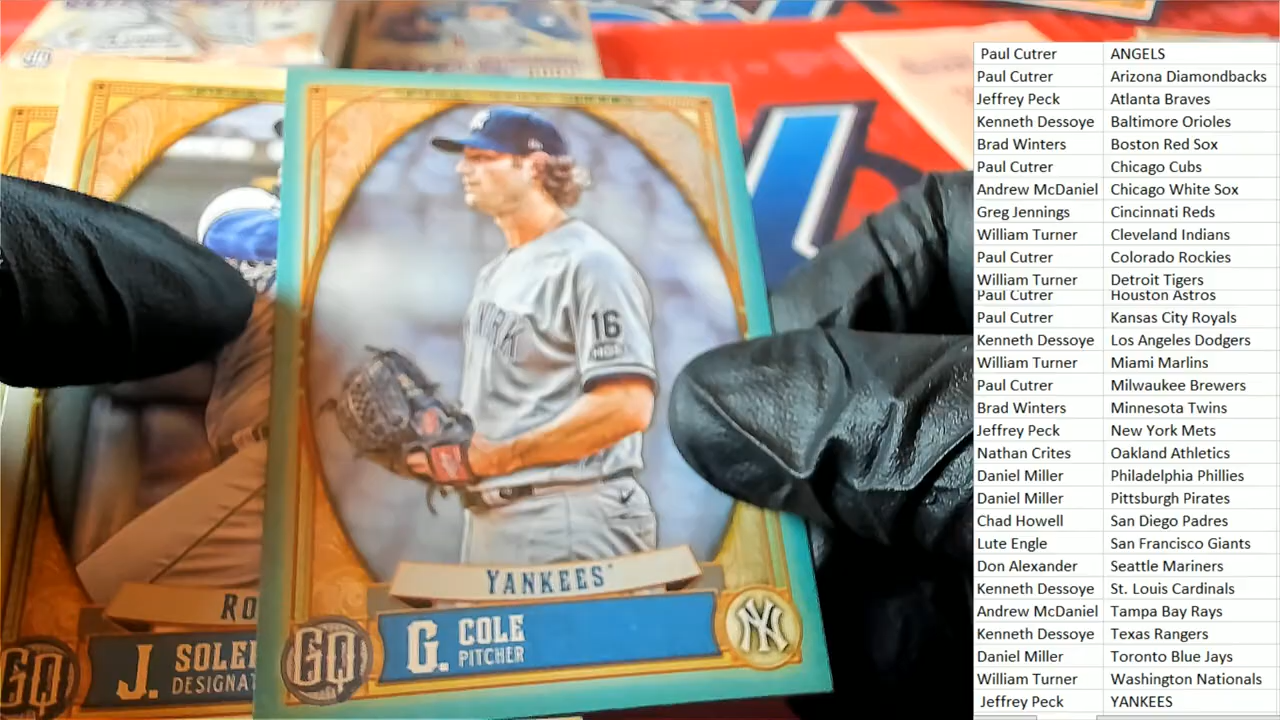 YANKEES
G. COLE
PITCHER
GQ
NY
16
J. SOLE
DESIGNAT
RO
GQ
Paul Cutrer ANGELS
Paul Cutrer Arizona Diamondbacks
Jeffrey Peck Atlanta Braves
Kenneth Dessoye Baltimore Orioles
Brad Winters Boston Red Sox
Paul Cutrer Chicago Cubs
Andrew McDaniel Chicago White Sox
Greg Jennings Cincinnati Reds
William Turner Cleveland Indians
Paul Cutrer Colorado Rockies
William Turner Detroit Tigers
Paul Cutrer Houston Astros
Paul Cutrer Kansas City Royals
Kenneth Dessoye Los Angeles Dodgers
William Turner Miami Marlins
Paul Cutrer Milwaukee Brewers
Brad Winters Minnesota Twins
Jeffrey Peck New York Mets
Nathan Crites Oakland Athletics
Daniel Miller Philadelphia Phillies
Daniel Miller Pittsburgh Pirates
Chad Howell San Diego Padres
Lute Engle San Francisco Giants
Don Alexander Seattle Mariners
Kenneth Dessoye St. Louis Cardinals
Andrew McDaniel Tampa Bay Rays
Kenneth Dessoye Texas Rangers
Daniel Miller Toronto Blue Jays
William Turner Washington Nationals
Jeffrey Peck YANKEES